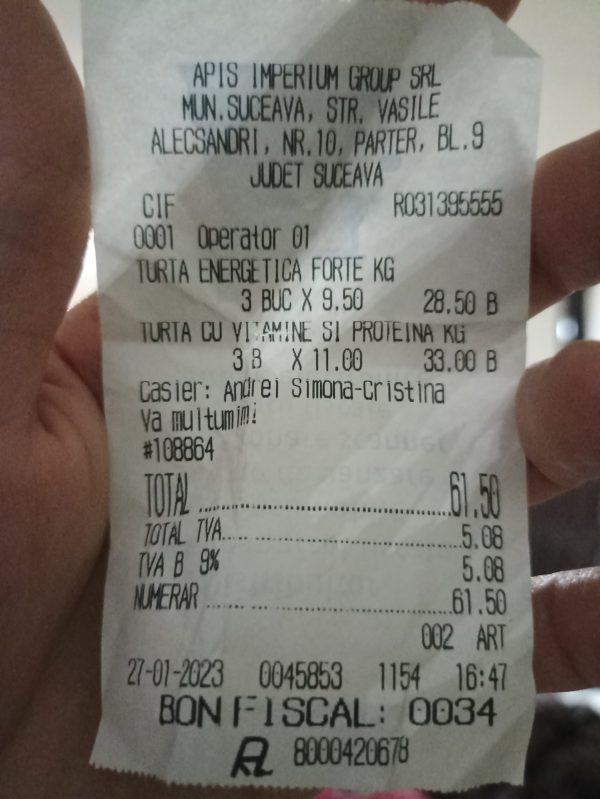 APIS IMPERIUM GROUP SRL
MUN.SUCEAVA, STR. VASILE
ALECSANDRI, NR.10, PARTER, BL.9
JUDET SUCEAVA
CIF RO31395555
0001 Operator 01
TURTA ENERGETICA FORTE KG
3 BUC X 9.50 28.50 B
TURTA CU VITAMINE SI PROTEINA KG
3 B X 11.00 33.00 B
Casier: Andrei Simona-Cristina
Va multumim!
#108864
TOTAL ........................ 61.50
TOTAL TVA..... 5.08
TVA B 9% 5.08
NUMERAR ........................ 61.50
002 ART
27-01-2023 0045853 1154 16:47
BON FISCAL: 0034
8000420678